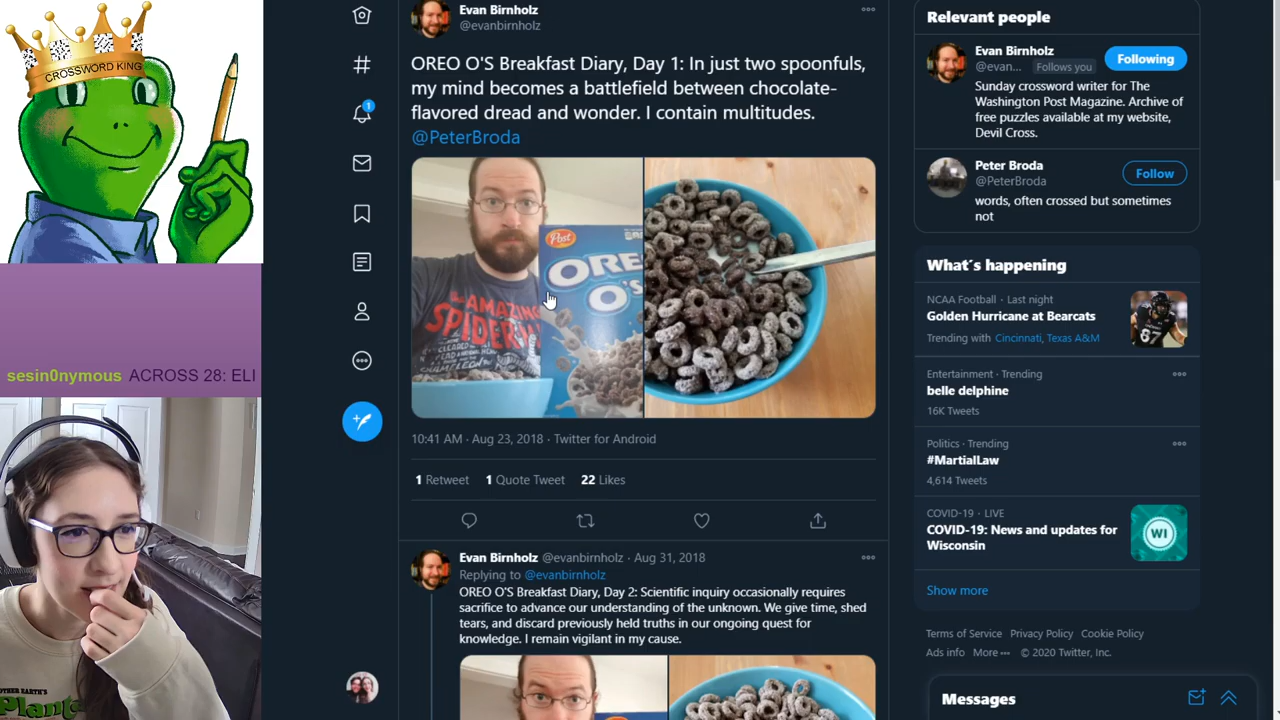 CROSSWORD KING
sesin0nymous ACROSS 28: ELI
Evan Birnholz
@evanbirnholz
OREO O'S Breakfast Diary, Day 1: In just two spoonfuls,
my mind becomes a battlefield between chocolate-
flavored dread and wonder. I contain multitudes.
@PeterBroda
Post
ORE
O's
AMAZING
SPIDER
10:41 AM · Aug 23, 2018 · Twitter for Android
1 Retweet 1 Quote Tweet 22 Likes
Evan Birnholz @evanbirnholz · Aug 31, 2018
Replying to @evanbirnholz
OREO O'S Breakfast Diary, Day 2: Scientific inquiry occasionally requires
sacrifice to advance our understanding of the unknown. We give time, shed
tears, and discard previously held truths in our ongoing quest for
knowledge. I remain vigilant in my cause.
1
Relevant people
Evan Birnholz
@evan... Follows you
Following
Sunday crossword writer for The
Washington Post Magazine. Archive of
free puzzles available at my website,
Devil Cross.
Peter Broda
@PeterBroda
Follow
words, often crossed but sometimes
not
What's happening
NCAA Football · Last night
Golden Hurricane at Bearcats
Trending with Cincinnati, Texas A&M
67
Entertainment · Trending
belle delphine
16K Tweets
Politics · Trending
#MartialLaw
4,614 Tweets
COVID-19 · LIVE
COVID-19: News and updates for
Wisconsin
WI
Show more
Terms of Service Privacy Policy Cookie Policy
Ads info More © 2020 Twitter, Inc.
Messages